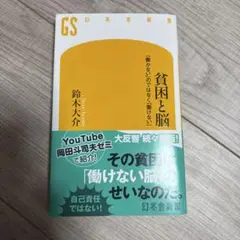 GS 幻冬舎新書
貧困と脳
「働かない」のではなく「働けない」
鈴木大介
YouTube
岡田斗司夫ゼミ
で紹介!
大反響 続々
その貧困は
「働けない脳」の
せいなのだ。
自己責任
ではない!
幻冬舎新書